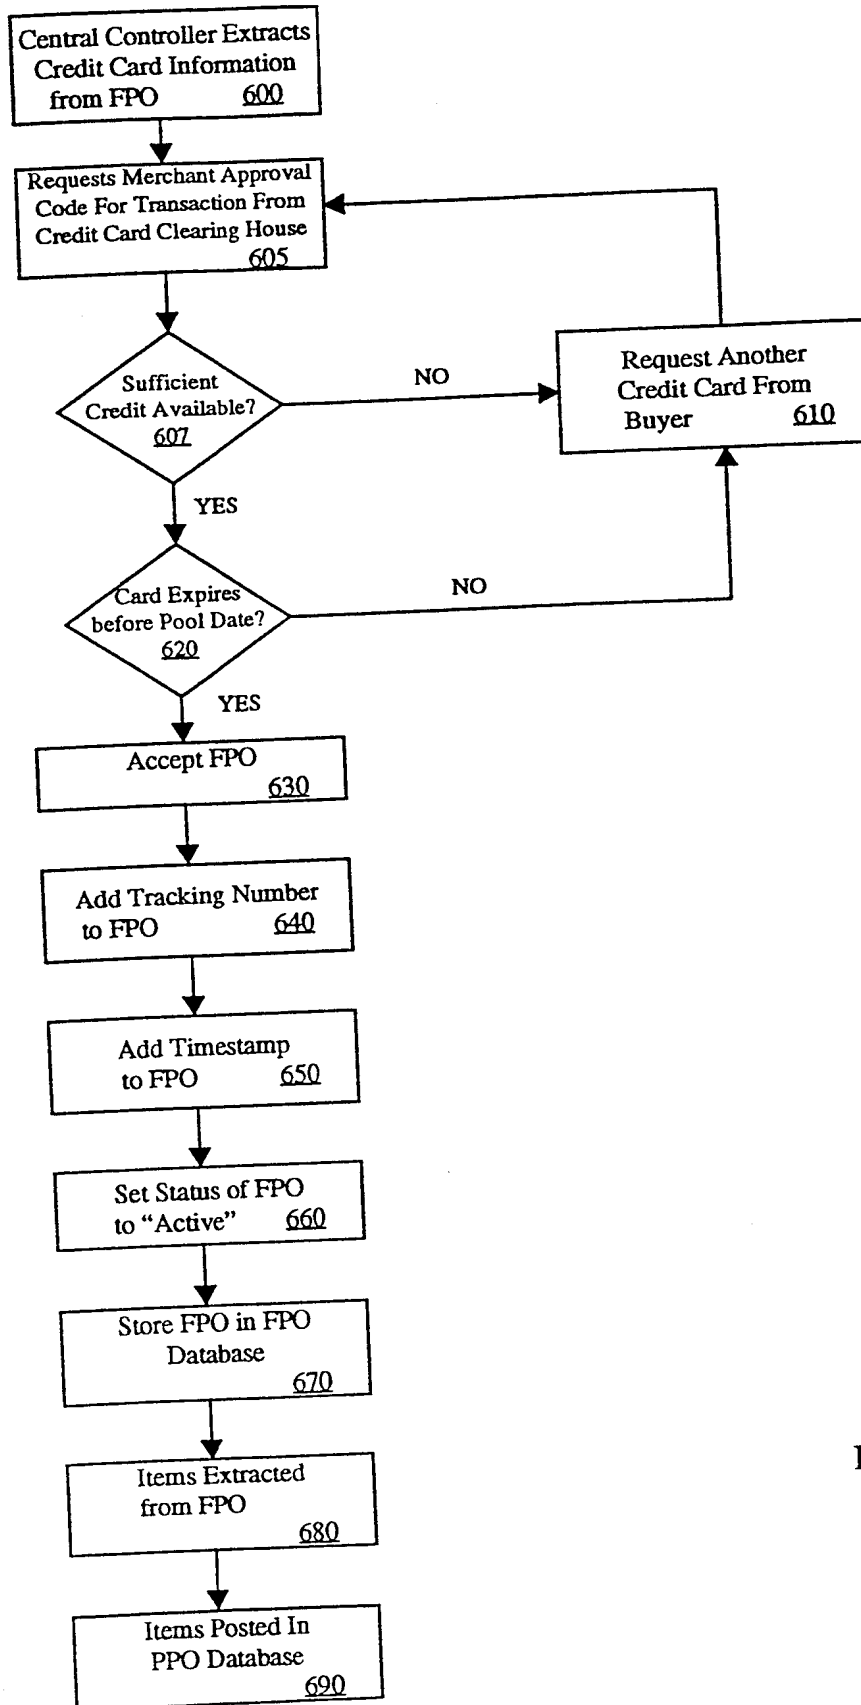 Central Controller Extracts
Credit Card Information
from FPO 600
Requests Merchant Approval
Code For Transaction From
Credit Card Clearing House
605
Sufficient
Credit Available?
607
NO
Request Another
Credit Card From
Buyer 610
YES
Card Expires
before Pool Date?
620
NO
YES
Accept FPO
630
Add Tracking Number
to FPO 640
Add Timestamp
to FPO 650
Set Status of FPO
to “Active” 660
Store FPO in FPO
Database
670
Items Extracted
from FPO
680
Items Posted In
PPO Database
690